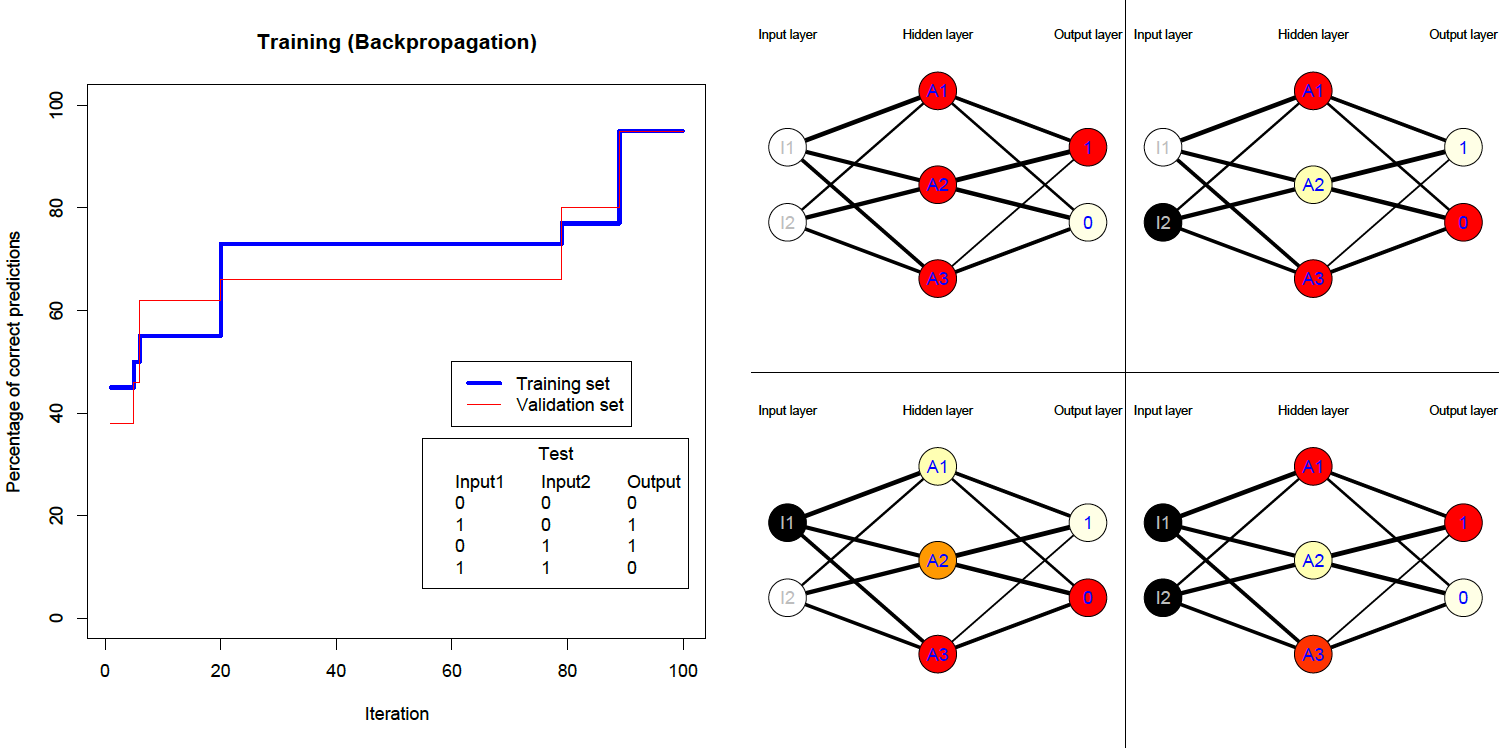 Training (Backpropagation)
Percentage of correct predictions
100
80
60
40
20
0
0 20 40 60 80 100
Iteration
Training set
Validation set
Test
Input1 Input2 Output
0 0 0
1 0 1
0 1 1
1 1 0
Input layer Hidden layer Output layer
A1
I1 1
A2
I2 0
A3
Input layer Hidden layer Output layer
A1
I1 1
A2
I2 0
A3
Input layer Hidden layer Output layer
A1
I1 1
A2
I2 0
A3
Input layer Hidden layer Output layer
A1
I1 1
A2
I2 0
A3